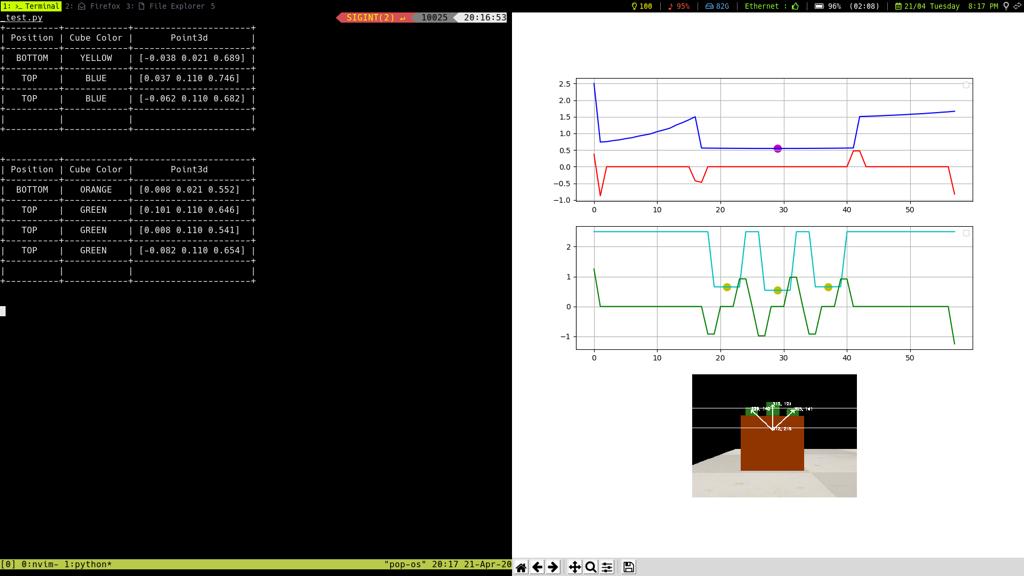 1: Terminal 2: Firefox 3: File Explorer 5
100 | 95% | 82G | Ethernet : | 96% (02:08) | 21/04 Tuesday 8:17 PM
_test.py
SIGINT(2) ↵ 10025 20:16:53
| Position | Cube Color | Point3d |
| BOTTOM | YELLOW | [-0.038 0.021 0.689] |
| TOP | BLUE | [0.037 0.110 0.746] |
| TOP | BLUE | [-0.062 0.110 0.682] |
| Position | Cube Color | Point3d |
| BOTTOM | ORANGE | [0.008 0.021 0.552] |
| TOP | GREEN | [0.101 0.110 0.646] |
| TOP | GREEN | [0.008 0.110 0.541] |
| TOP | GREEN | [-0.082 0.110 0.654] |
[0] 0:nvim- 1:python*
"pop-os" 20:17 21-Apr-20
2.5
2.0
1.5
1.0
0.5
0.0
−0.5
−1.0
0 10 20 30 40 50
2
1
0
−1
0 10 20 30 40 50